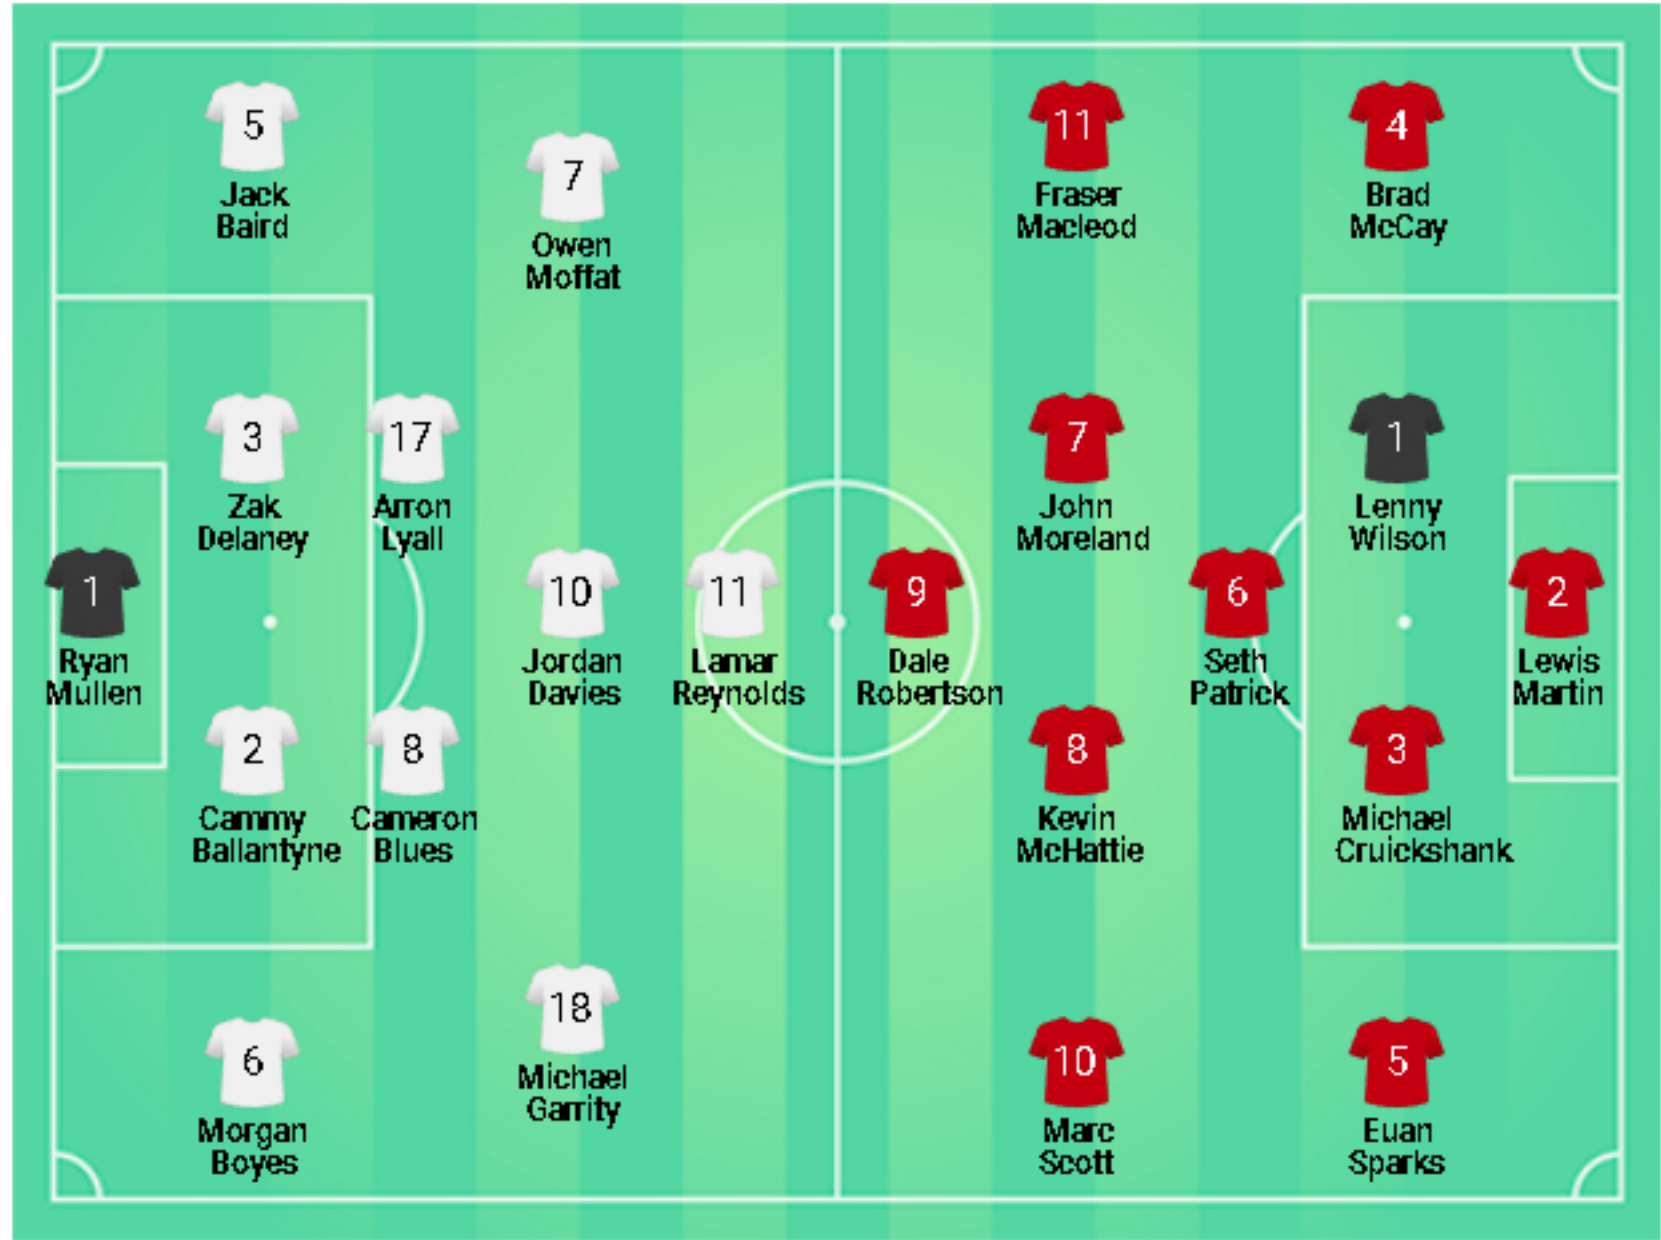 5
Jack
Baird
7
Owen
Moffat
11
Fraser
Macleod
4
Brad
McCay
3
Zak
Delaney
17
Arron
Lyall
7
John
Moreland
1
Lenny
Wilson
1
Ryan
Mullen
10
Jordan
Davies
11
Lamar
Reynolds
9
Dale
Robertson
6
Seth
Patrick
2
Lewis
Martin
2
Cammy
Ballantyne
8
Cameron
Blues
8
Kevin
McHattie
3
Michael
Cruickshank
6
Morgan
Boyes
18
Michael
Garrity
10
Marc
Scott
5
Euan
Sparks